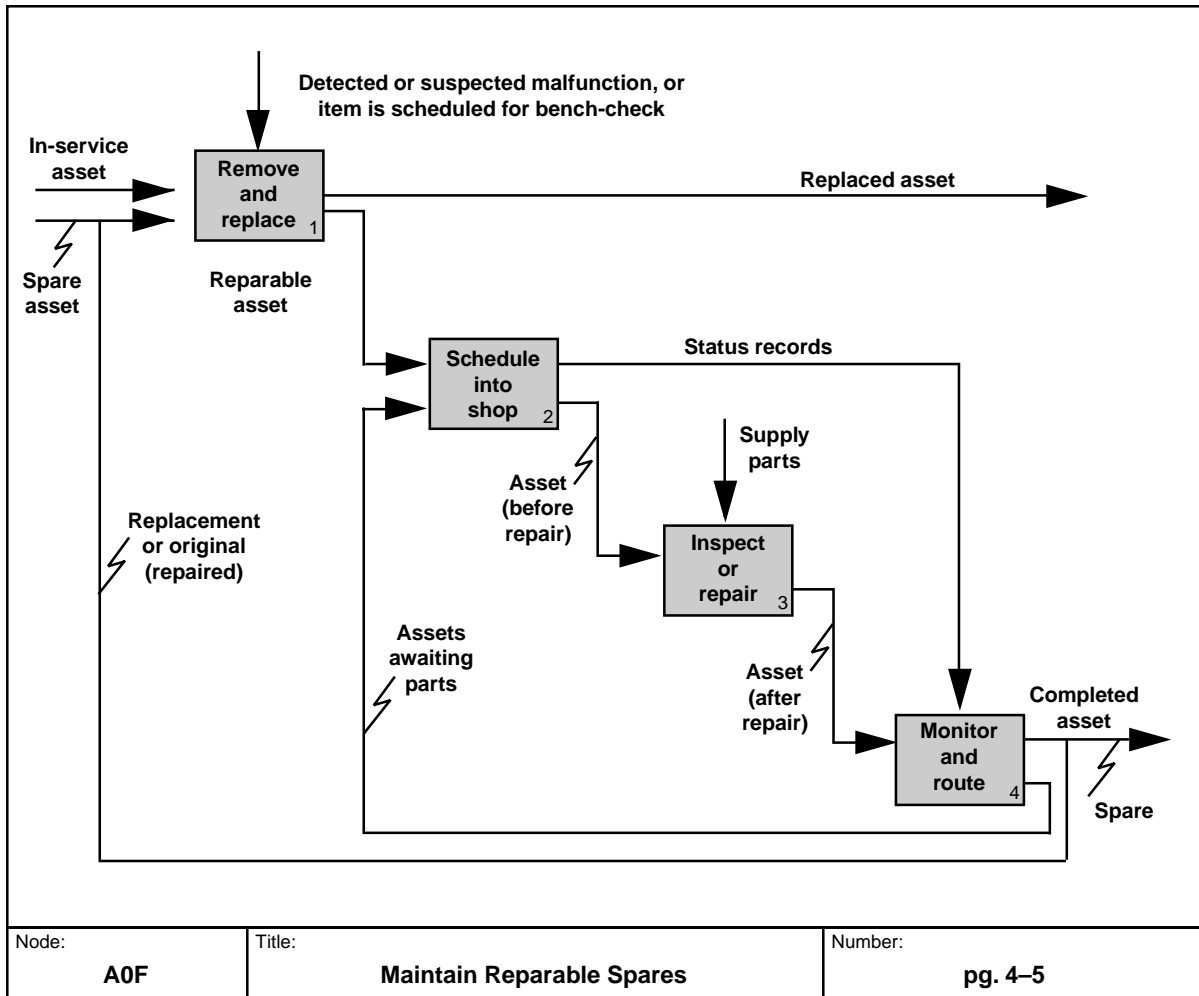 Detected or suspected malfunction, or
item is scheduled for bench-check
In-service
asset
Remove
and
replace
1
Replaced asset
Spare
asset
Reparable
asset
Schedule
into
shop
2
Status records
Supply
parts
Asset
(before
repair)
Replacement
or original
(repaired)
Inspect
or
repair
3
Assets
awaiting
parts
Asset
(after
repair)
Completed
asset
Monitor
and
route
4
Spare
Node:
A0F
Title:
Maintain Reparable Spares
Number:
pg. 4–5